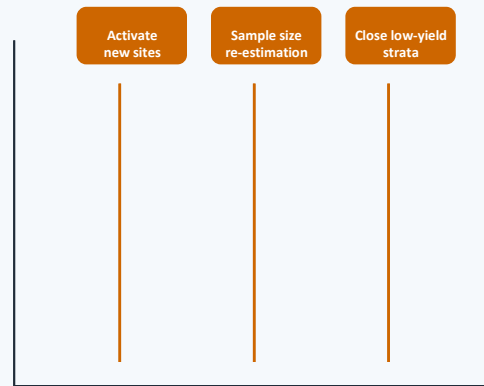 Activate
new sites
Sample size
re-estimation
Close low-yield
strata